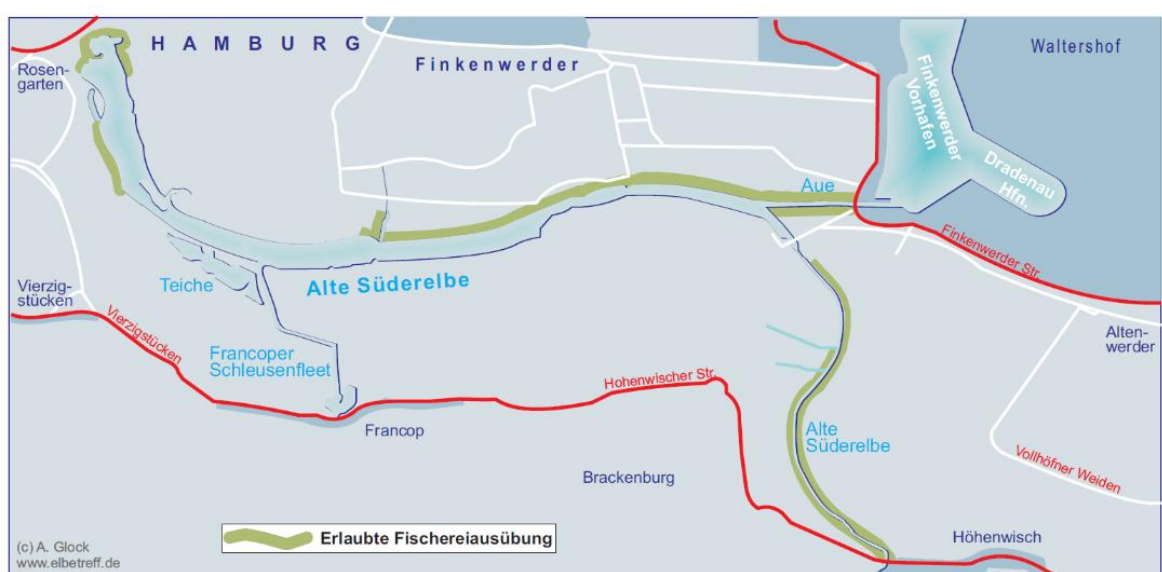 HAMBURG
Finkenwerder
Waltershof
Rosen-
garten
Finkenwerder
Vorhafen
Dradenau
Hfn.
Aue
Finkenwerder Str.
Teiche
Alte Süderelbe
Vierzig-
stücken
Vierzigstücken
Alten-
werder
Francoper
Schleusenfleet
Hohenwischer Str.
Francop
Alte
Süderelbe
Vollhöfner Weiden
Brackenburg
Erlaubte Fischereiausübung
Höhenwisch
(c) A. Glock
www.elbetreff.de